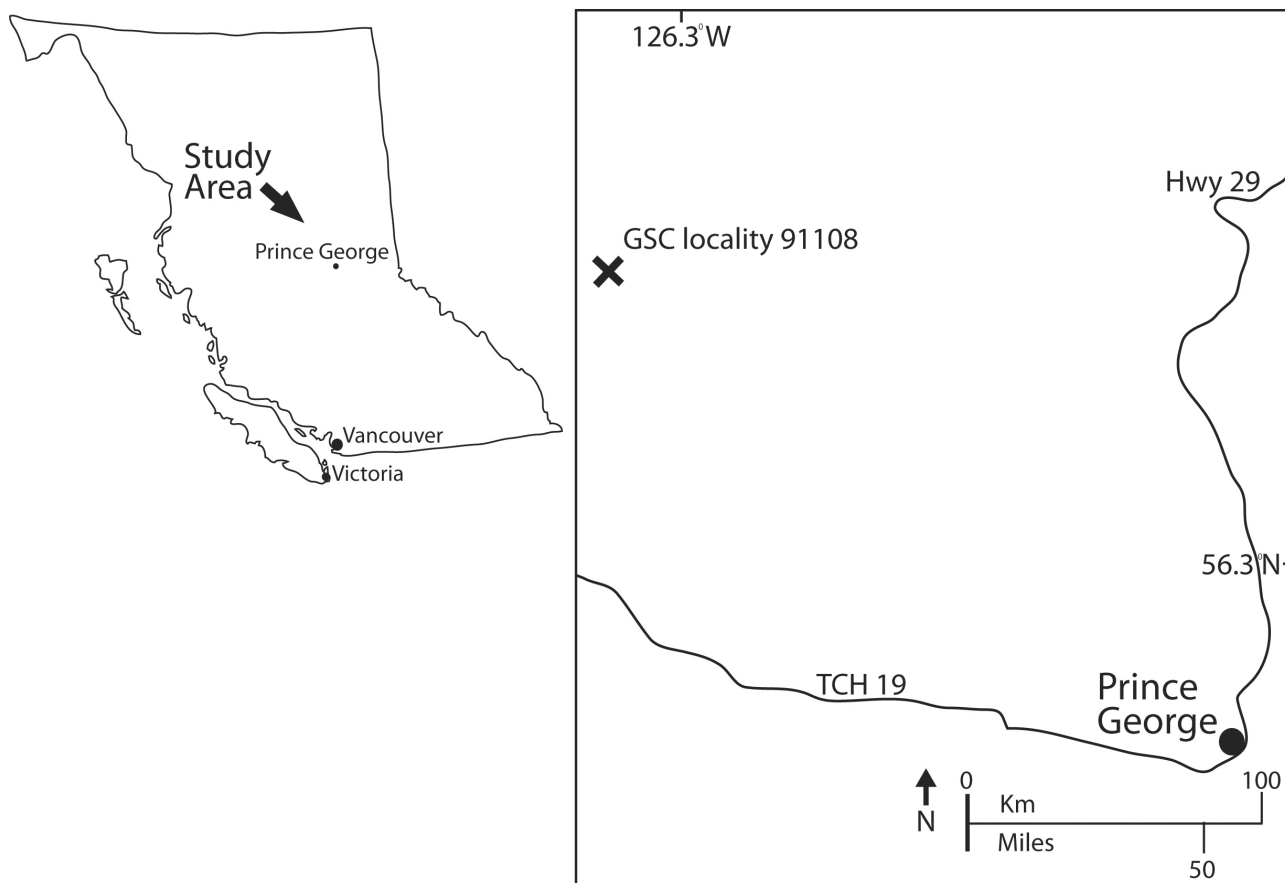 Study
Area
Prince George
Vancouver
Victoria
126.3°W
Hwy 29
GSC locality 91108
56.3°N
TCH 19
Prince
George
N
0
100
Km
Miles
50